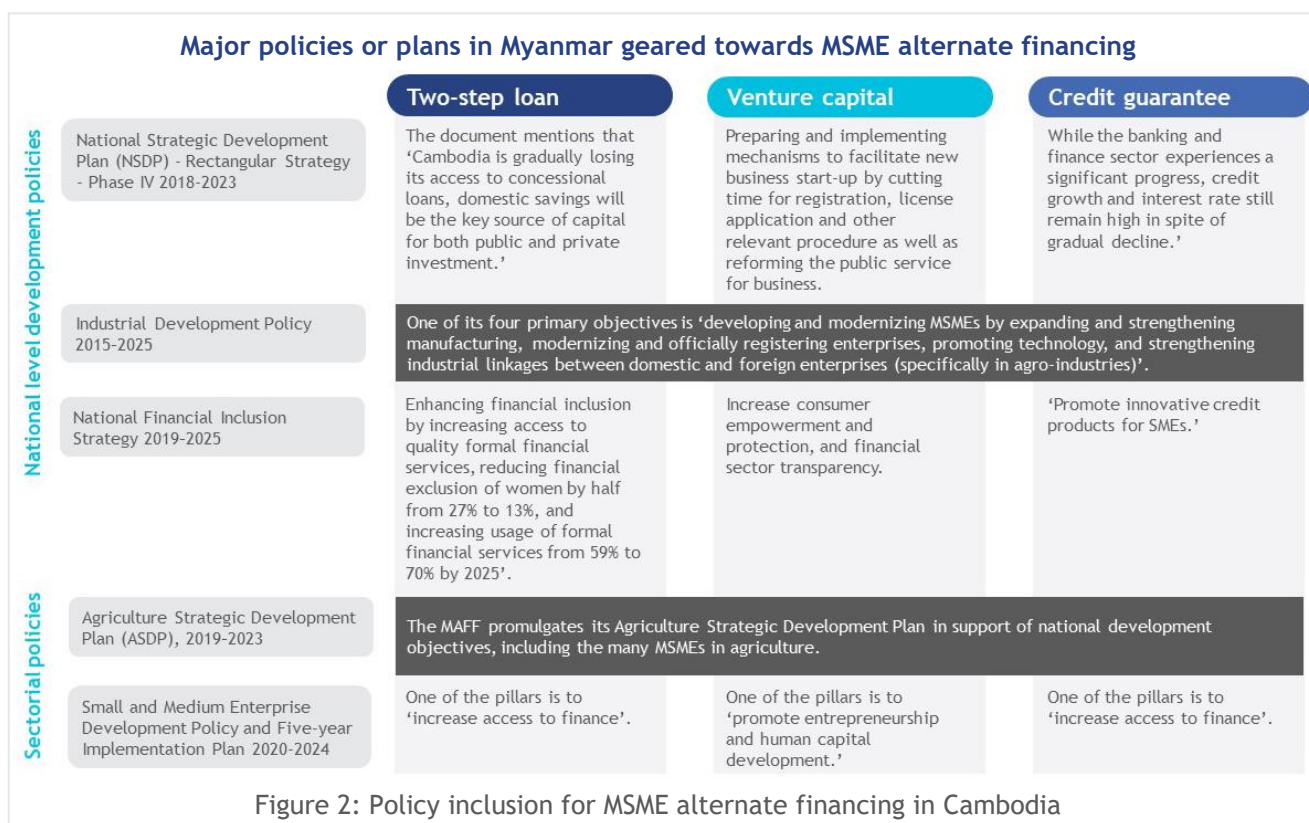 Major policies or plans in Myanmar geared towards MSME alternate financing
Two-step loan
Venture capital
Credit guarantee
National level development policies
National Strategic Development
Plan (NSDP) - Rectangular Strategy
- Phase IV 2018-2023
The document mentions that
‘Cambodia is gradually losing
its access to concessional
loans, domestic savings will
be the key source of capital
for both public and private
investment.’
Preparing and implementing
mechanisms to facilitate new
business start-up by cutting
time for registration, license
application and other
relevant procedure as well as
reforming the public service
for business.
While the banking and
finance sector experiences a
significant progress, credit
growth and interest rate still
remain high in spite of
gradual decline.’
Industrial Development Policy
2015-2025
One of its four primary objectives is ‘developing and modernizing MSMEs by expanding and strengthening
manufacturing, modernizing and officially registering enterprises, promoting technology, and strengthening
industrial linkages between domestic and foreign enterprises (specifically in agro-industries)’.
National Financial Inclusion
Strategy 2019-2025
Enhancing financial inclusion
by increasing access to
quality formal financial
services, reducing financial
exclusion of women by half
from 27% to 13%, and
increasing usage of formal
financial services from 59% to
70% by 2025’.
Increase consumer
empowerment and
protection, and financial
sector transparency.
‘Promote innovative credit
products for SMEs.’
Sectorial policies
Agriculture Strategic Development
Plan (ASDP), 2019-2023
The MAFF promulgates its Agriculture Strategic Development Plan in support of national development
objectives, including the many MSMEs in agriculture.
Small and Medium Enterprise
Development Policy and Five-year
Implementation Plan 2020-2024
One of the pillars is to
‘increase access to finance’.
One of the pillars is to
‘promote entrepreneurship
and human capital
development.’
One of the pillars is to
‘increase access to finance’.
Figure 2: Policy inclusion for MSME alternate financing in Cambodia